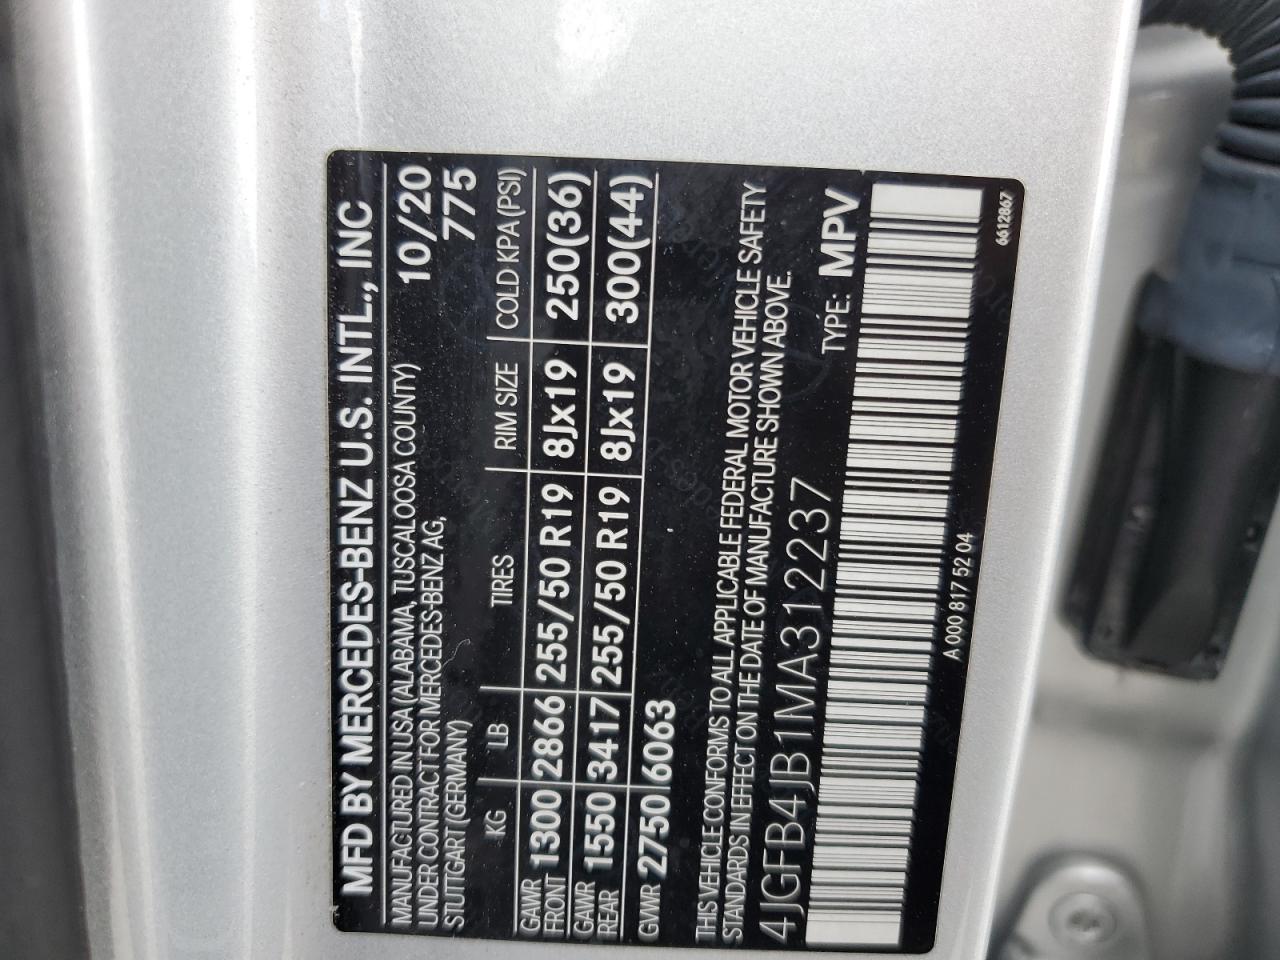 MFD BY MERCEDES-BENZ U.S. INTL., INC
MANUFACTURED IN USA (ALABAMA, TUSCALOOSA COUNTY) 10/20
UNDER CONTRACT FOR MERCEDES-BENZ AG, 775
STUTTGART (GERMANY)
KG LB TIRES RIM SIZE COLD KPA (PSI)
GAWR FRONT 1300 2866 255/50 R19 8Jx19 250(36)
GAWR REAR 1550 3417 255/50 R19 8Jx19 300(44)
GVWR 2750 6063
THIS VEHICLE CONFORMS TO ALL APPLICABLE FEDERAL MOTOR VEHICLE SAFETY
STANDARDS IN EFFECT ON THE DATE OF MANUFACTURE SHOWN ABOVE.
4JGFB4JB1MA312237 TYPE: MPV
A 000 817 52 04 6612867